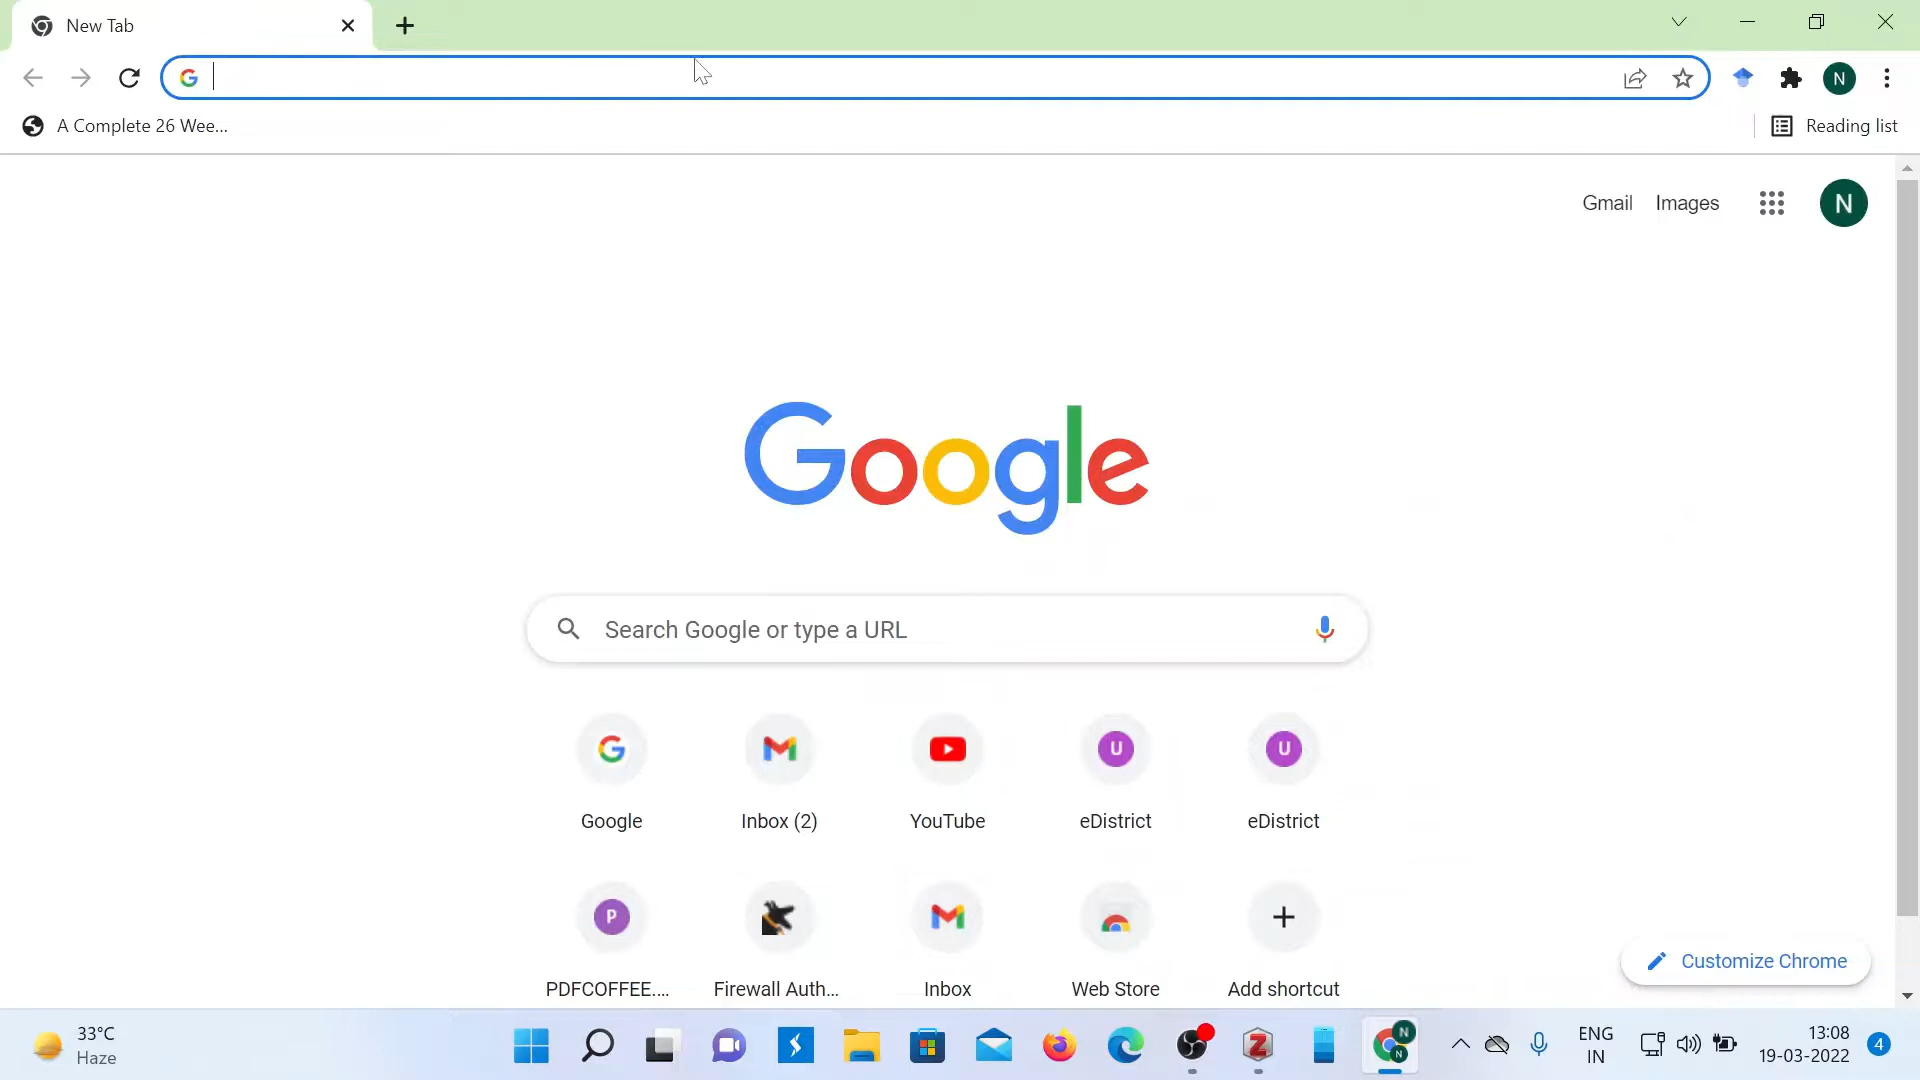 New Tab
A Complete 26 Wee...
Reading list
N
Gmail
Images
N
Google
Search Google or type a URL
U
U
Google
Inbox (2)
YouTube
eDistrict
eDistrict
P
PDFCOFFEE....
Firewall Auth...
Inbox
Web Store
Add shortcut
Customize Chrome
33°C
Haze
Z
N
N
ENG
IN
13:08
19-03-2022
4